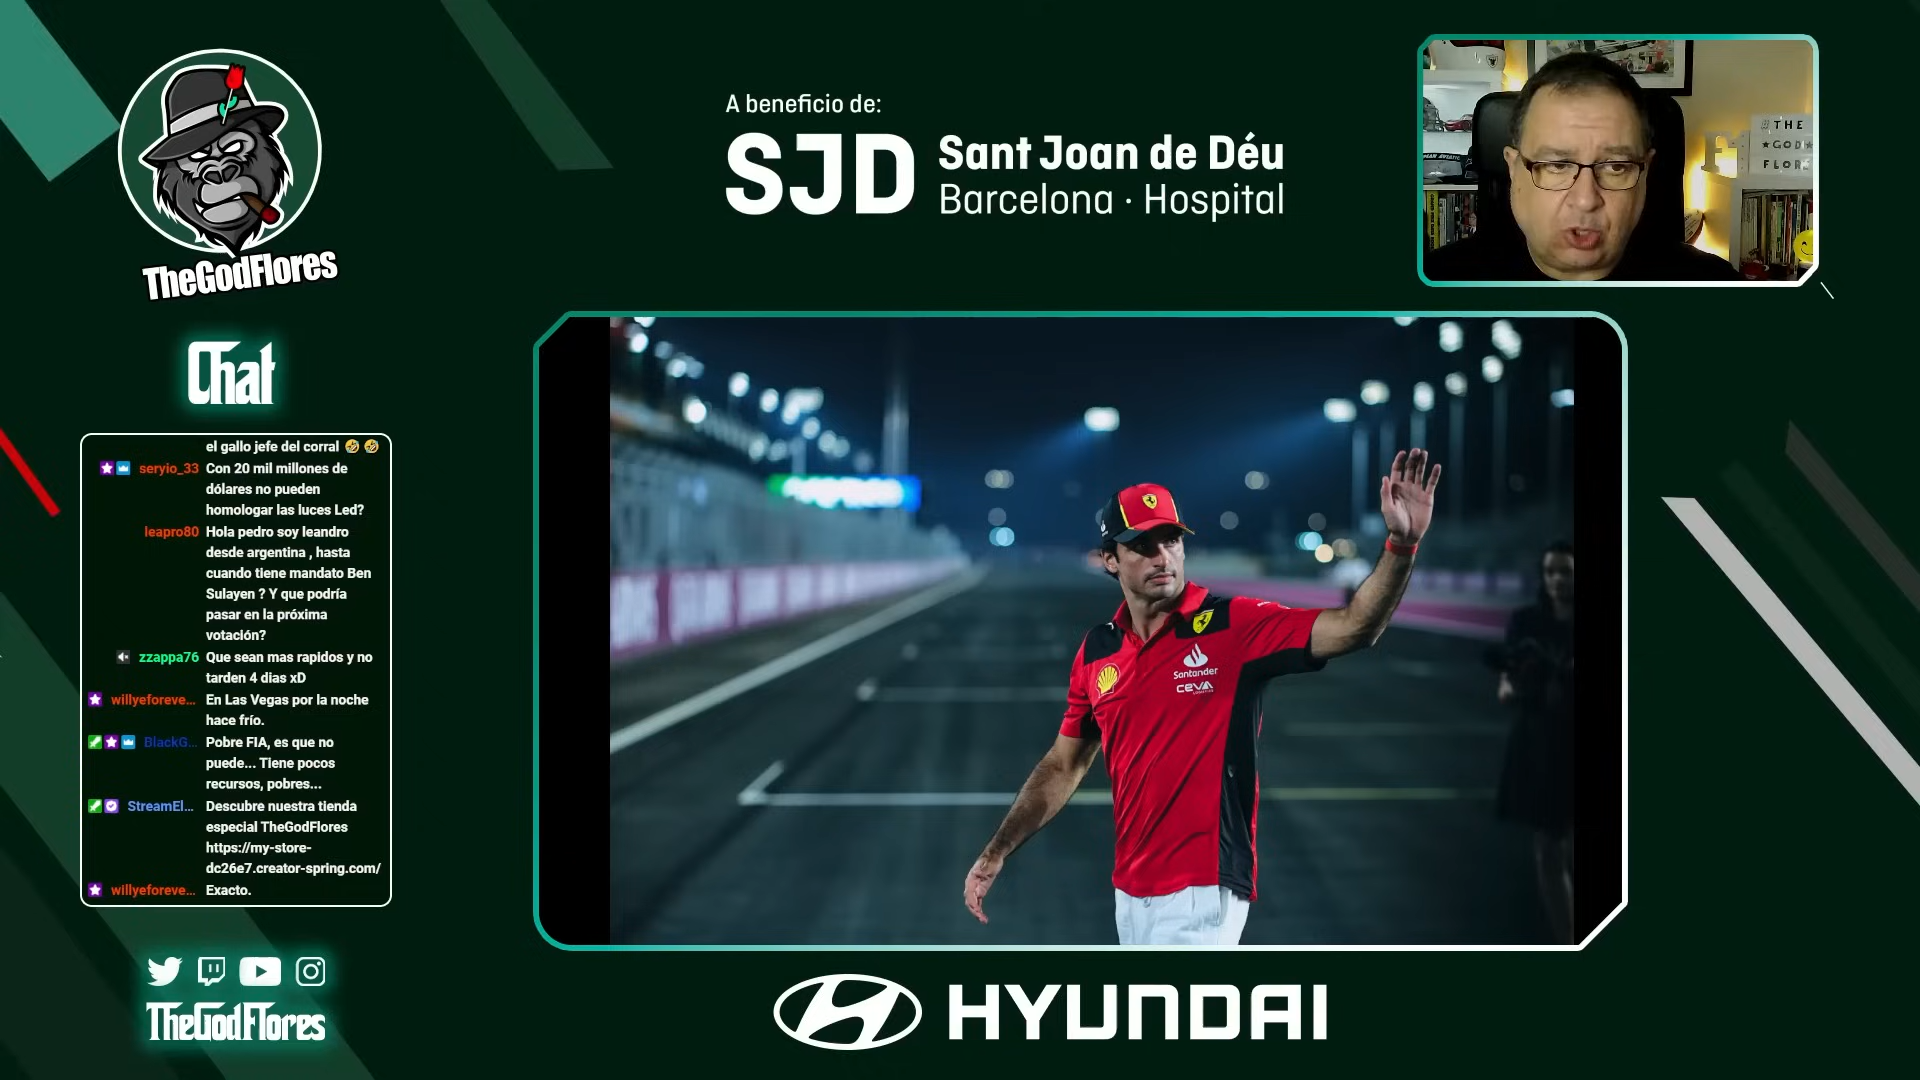 A beneficio de:
SJD
Sant Joan de Déu
Barcelona · Hospital
TheGodFlores
#THE
★GOD★
FLORE
Chat
el gallo jefe del corral 🤣 🤣
seryio_33 Con 20 mil millones de
dólares no pueden
homologar las luces Led?
leapro80 Hola pedro soy leandro
desde argentina , hasta
cuando tiene mandato Ben
Sulayen ? Y que podría
pasar en la próxima
votación?
zzappa76 Que sean mas rapidos y no
tarden 4 dias xD
willyeforeve... En Las Vegas por la noche
hace frío.
BlackG... Pobre FIA, es que no
puede... Tiene pocos
recursos, pobres...
StreamEl... Descubre nuestra tienda
especial TheGodFlores
https://my-store-
dc26e7.creator-spring.com/
willyeforeve... Exacto.
Santander
CEVA
TheGodFlores
HYUNDAI